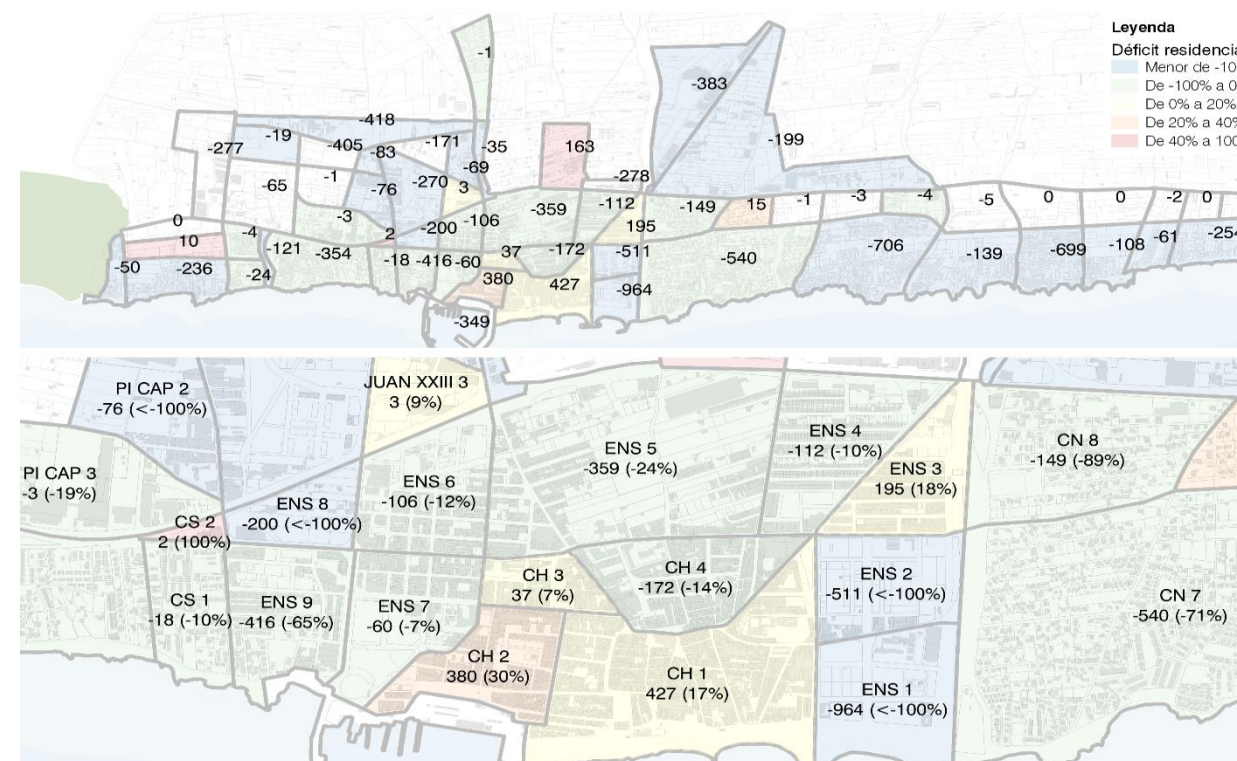 Leyenda
Déficit residencia
Menor de -10
De -100% a 0
De 0% a 20%
De 20% a 40%
De 40% a 100
-1
-383
-418
-199
-19
-277
-405
-171
-35
163
-83
-69
-278
-65
-1
-76
-270
3
-359
-112
-149
15
-1
-3
-4
-5
0
0
-2
0
0
-3
-106
-200
195
-4
2
10
-121
-354
-18
-416
-60
37
-172
-511
-540
-706
-139
-699
-108
-61
-254
-50
-236
-24
380
427
-964
-349
PI CAP 2
-76 (<-100%)
JUAN XXIII 3
3 (9%)
ENS 5
-359 (-24%)
ENS 4
-112 (-10%)
CN 8
-149 (-89%)
PI CAP 3
-3 (-19%)
ENS 6
-106 (-12%)
ENS 3
195 (18%)
ENS 8
-200 (<-100%)
CS 2
2 (100%)
CH 3
37 (7%)
CH 4
-172 (-14%)
ENS 2
-511 (<-100%)
CS 1
-18 (-10%)
ENS 9
-416 (-65%)
ENS 7
-60 (-7%)
CN 7
-540 (-71%)
CH 2
380 (30%)
CH 1
427 (17%)
ENS 1
-964 (<-100%)